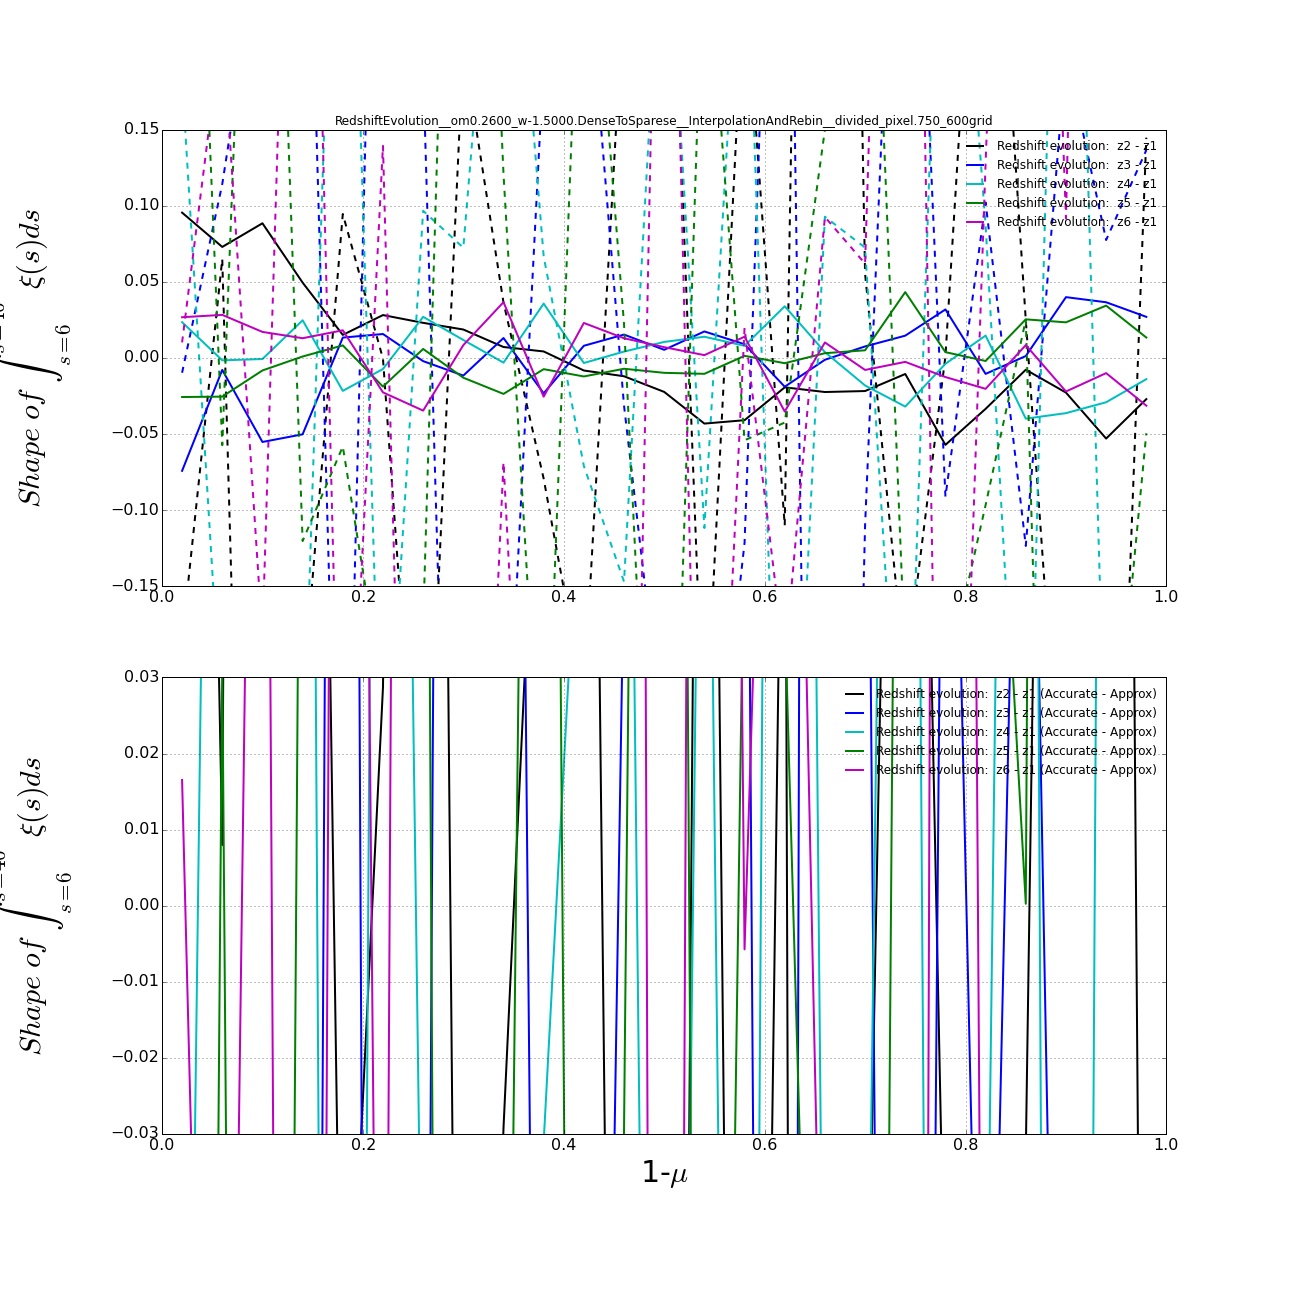 RedshiftEvolution__om0.2600_w-1.5000.DenseToSparese__InterpolationAndRebin__divided_pixel.750_600grid
0.15
0.10
0.05
0.00
−0.05
−0.10
−0.15
Shape of ∫ s=6 ξ(s)ds
Redshift evolution: z2 - z1
Redshift evolution: z3 - z1
Redshift evolution: z4 - z1
Redshift evolution: z5 - z1
Redshift evolution: z6 - z1
0.0 0.2 0.4 0.6 0.8 1.0
0.03
0.02
0.01
0.00
−0.01
−0.02
−0.03
Shape of ∫ s=6 ξ(s)ds
Redshift evolution: z2 - z1 (Accurate - Approx)
Redshift evolution: z3 - z1 (Accurate - Approx)
Redshift evolution: z4 - z1 (Accurate - Approx)
Redshift evolution: z5 - z1 (Accurate - Approx)
Redshift evolution: z6 - z1 (Accurate - Approx)
0.0 0.2 0.4 0.6 0.8 1.0
1-μ